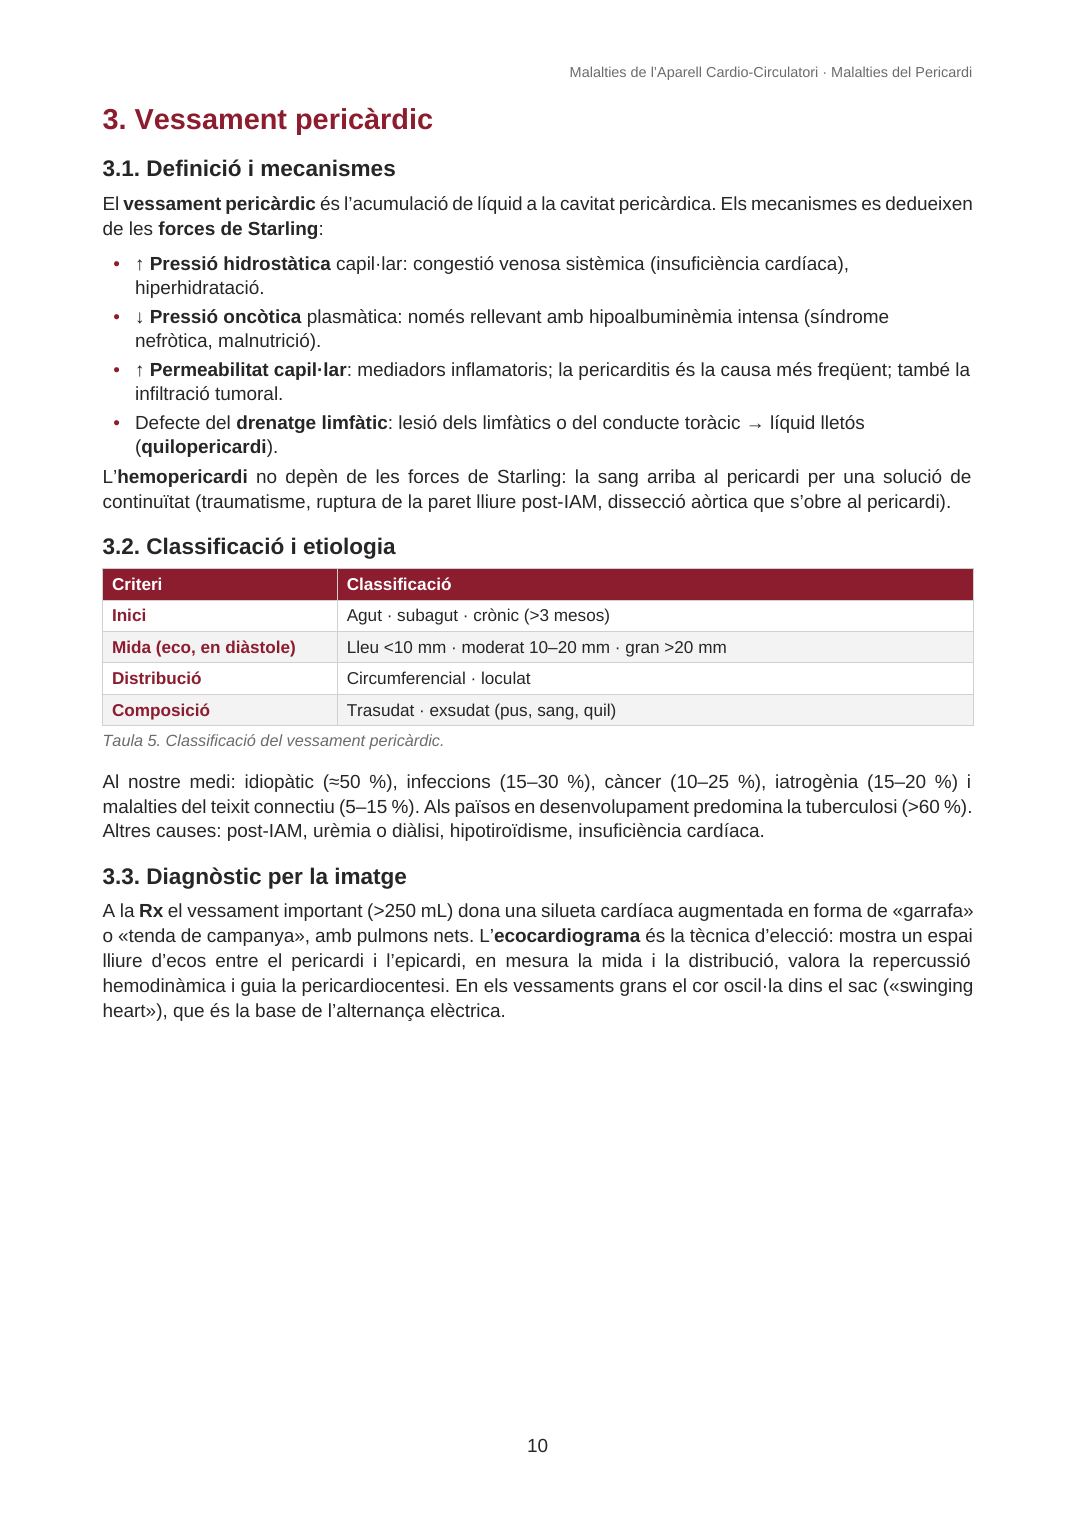 Malalties de l’Aparell Cardio-Circulatori · Malalties del Pericardi
3. Vessament pericàrdic
3.1. Definició i mecanismes
El vessament pericàrdic és l’acumulació de líquid a la cavitat pericàrdica. Els mecanismes es dedueixen
de les forces de Starling:
• ↑ Pressió hidrostàtica capil·lar: congestió venosa sistèmica (insuficiència cardíaca),
hiperhidratació.
• ↓ Pressió oncòtica plasmàtica: només rellevant amb hipoalbuminèmia intensa (síndrome
nefròtica, malnutrició).
• ↑ Permeabilitat capil·lar: mediadors inflamatoris; la pericarditis és la causa més freqüent; també la
infiltració tumoral.
• Defecte del drenatge limfàtic: lesió dels limfàtics o del conducte toràcic → líquid lletós
(quilopericardi).
L’hemopericardi no depèn de les forces de Starling: la sang arriba al pericardi per una solució de
continuïtat (traumatisme, ruptura de la paret lliure post-IAM, dissecció aòrtica que s’obre al pericardi).
3.2. Classificació i etiologia
Criteri Classificació
Inici Agut · subagut · crònic (>3 mesos)
Mida (eco, en diàstole) Lleu <10 mm · moderat 10–20 mm · gran >20 mm
Distribució Circumferencial · loculat
Composició Trasudat · exsudat (pus, sang, quil)
Taula 5. Classificació del vessament pericàrdic.
Al nostre medi: idiopàtic (≈50 %), infeccions (15–30 %), càncer (10–25 %), iatrogènia (15–20 %) i
malalties del teixit connectiu (5–15 %). Als països en desenvolupament predomina la tuberculosi (>60 %).
Altres causes: post-IAM, urèmia o diàlisi, hipotiroïdisme, insuficiència cardíaca.
3.3. Diagnòstic per la imatge
A la Rx el vessament important (>250 mL) dona una silueta cardíaca augmentada en forma de «garrafa»
o «tenda de campanya», amb pulmons nets. L’ecocardiograma és la tècnica d’elecció: mostra un espai
lliure d’ecos entre el pericardi i l’epicardi, en mesura la mida i la distribució, valora la repercussió
hemodinàmica i guia la pericardiocentesi. En els vessaments grans el cor oscil·la dins el sac («swinging
heart»), que és la base de l’alternança elèctrica.
10